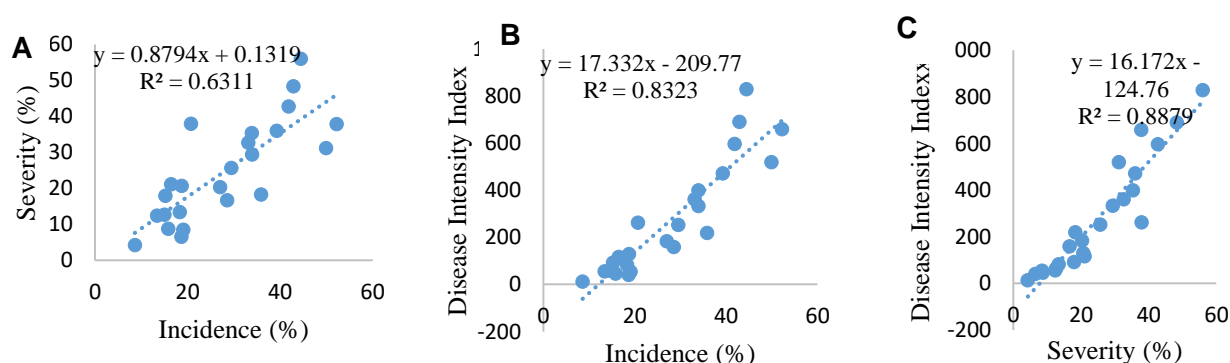 A
y = 0.8794x + 0.1319
R² = 0.6311
Severity (%)
60
50
40
30
20
10
0
0 20 40 60
Incidence (%)
B
1
y = 17.332x - 209.77
R² = 0.8323
Disease Intensity Index
800
600
400
200
0
-200
0 20 40 60
Incidence (%)
C
000
y = 16.172x -
124.76
R² = 0.8879
Disease Intensity Indexx
800
600
400
200
0
-200
0 20 40 60
Severity (%)